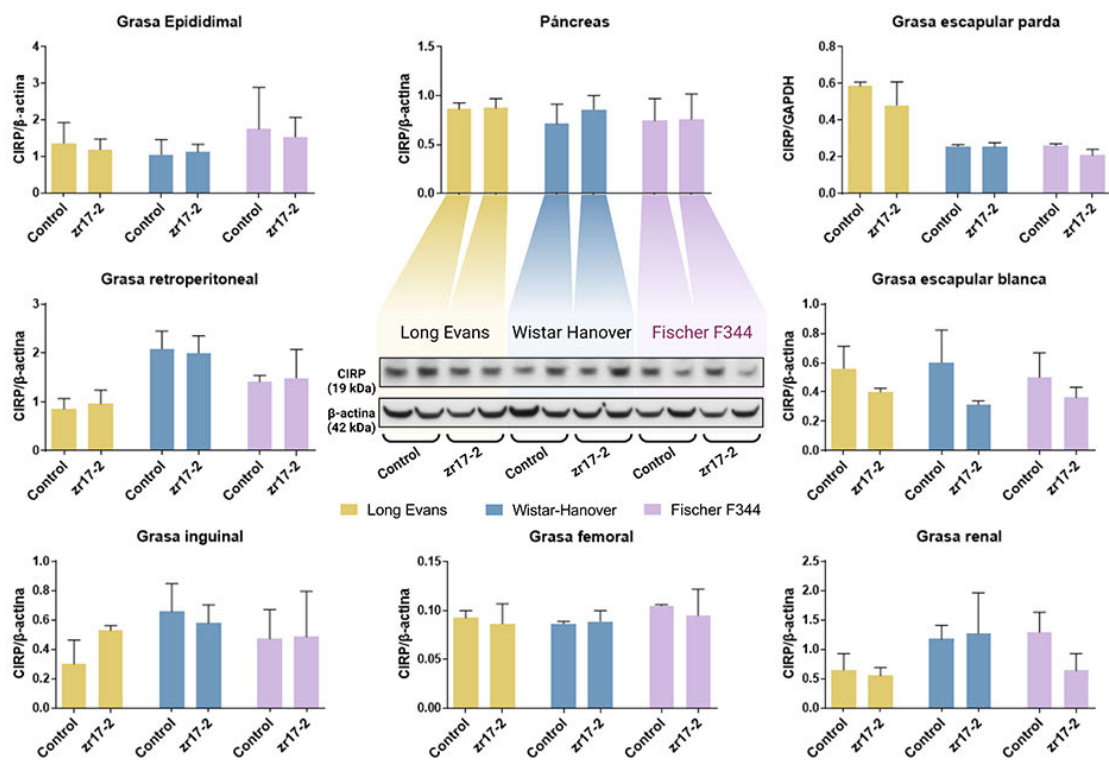 Grasa Epididimal
CIRP/β-actina
4
3
2
1
0
Control
zr17-2
Control
zr17-2
Control
zr17-2
Páncreas
CIRP/β-actina
1.5
1.0
0.5
0.0
Grasa escapular parda
CIRP/GAPDH
0.8
0.6
0.4
0.2
0.0
Control
zr17-2
Control
zr17-2
Control
zr17-2
Grasa retroperitoneal
CIRP/β-actina
3
2
1
0
Control
zr17-2
Control
zr17-2
Control
zr17-2
Long Evans
Wistar Hanover
Fischer F344
CIRP
(19 kDa)
β-actina
(42 kDa)
Control
zr17-2
Control
zr17-2
Control
zr17-2
Grasa escapular blanca
CIRP/β-actina
1.0
0.8
0.6
0.4
0.2
0.0
Control
zr17-2
Control
zr17-2
Control
zr17-2
Long Evans
Wistar-Hanover
Fischer F344
Grasa inguinal
CIRP/β-actina
1.0
0.8
0.6
0.4
0.2
0.0
Control
zr17-2
Control
zr17-2
Control
zr17-2
Grasa femoral
CIRP/β-actina
0.15
0.10
0.05
0.00
Control
zr17-2
Control
zr17-2
Control
zr17-2
Grasa renal
CIRP/β-actina
2.5
2.0
1.5
1.0
0.5
0.0
Control
zr17-2
Control
zr17-2
Control
zr17-2